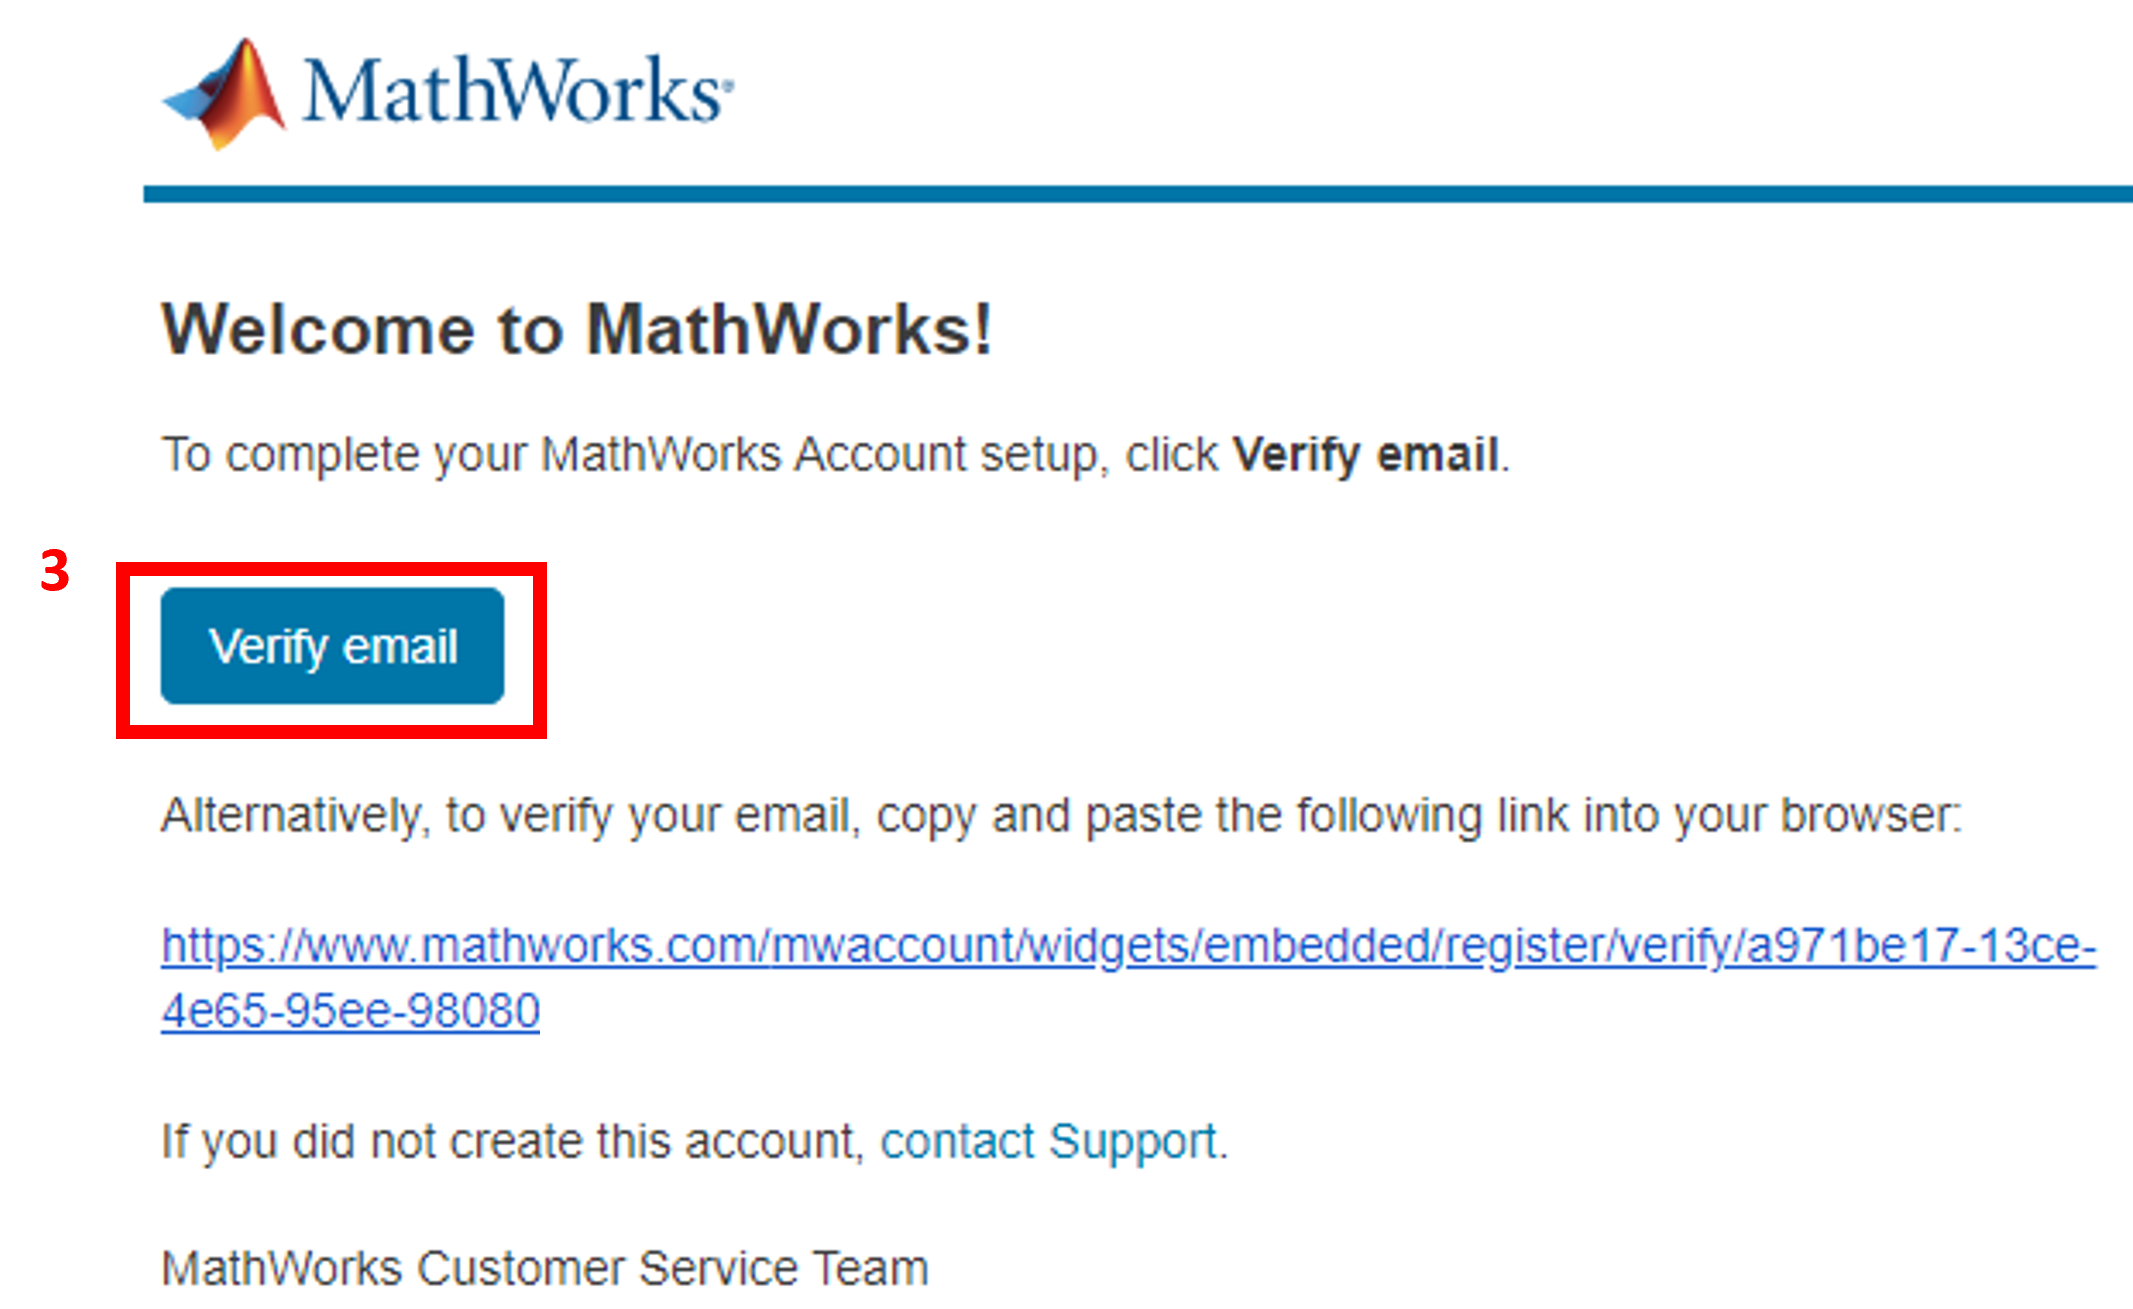 MathWorks®
Welcome to MathWorks!
To complete your MathWorks Account setup, click Verify email.
3
Verify email
Alternatively, to verify your email, copy and paste the following link into your browser:
https://www.mathworks.com/mwaccount/widgets/embedded/register/verify/a971be17-13ce-
4e65-95ee-98080
If you did not create this account, contact Support.
MathWorks Customer Service Team